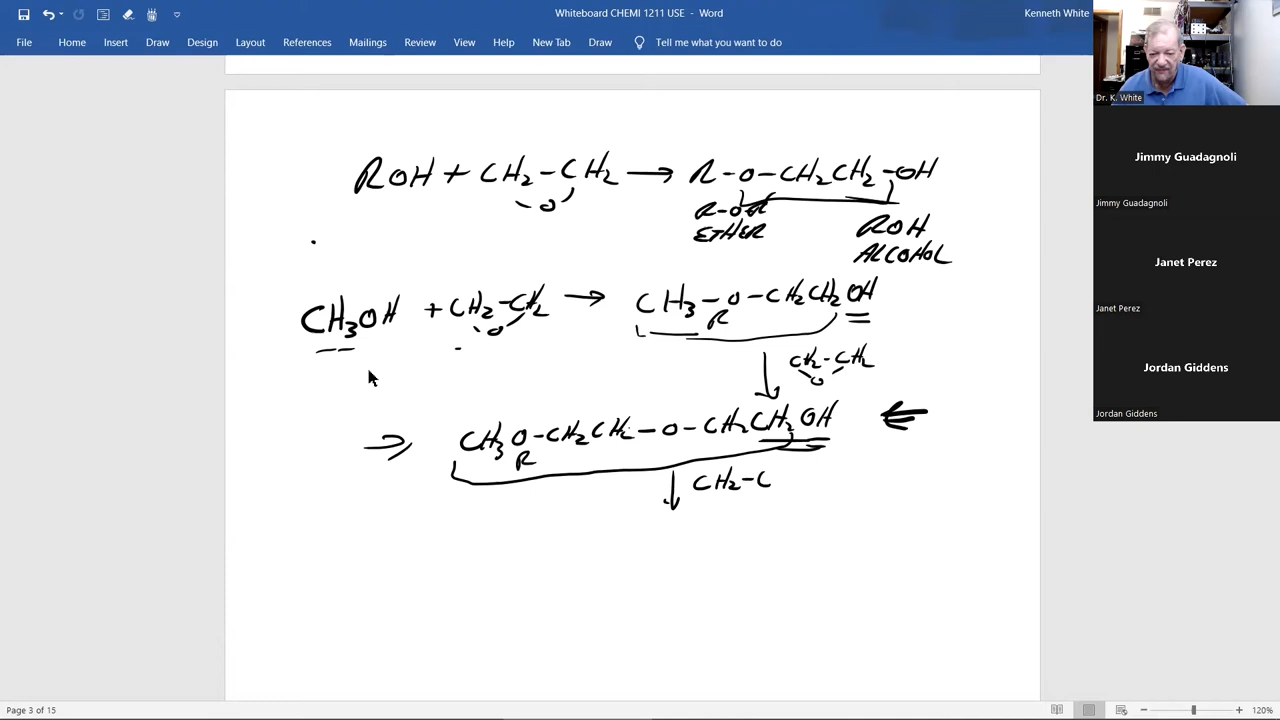 Whiteboard CHEMI 1211 USE - Word
Kenneth White
File Home Insert Draw Design Layout References Mailings Review View Help New Tab Draw Tell me what you want to do
Dr. K. White
Jimmy Guadagnoli
Jimmy Guadagnoli
Janet Perez
Janet Perez
Jordan Giddens
Jordan Giddens
ROH + CH2 - CH2 → R - O - CH2CH2 - OH
O
R-OR ROH
ETHER ALCOHOL
CH3OH + CH2-CH2 → CH3 - O - CH2CH2OH
O R
↓ CH2-CH2
O
⇒ CH3O-CH2CH2-O-CH2CH2OH ←
R
↓ CH2-C
Page 3 of 15
120%